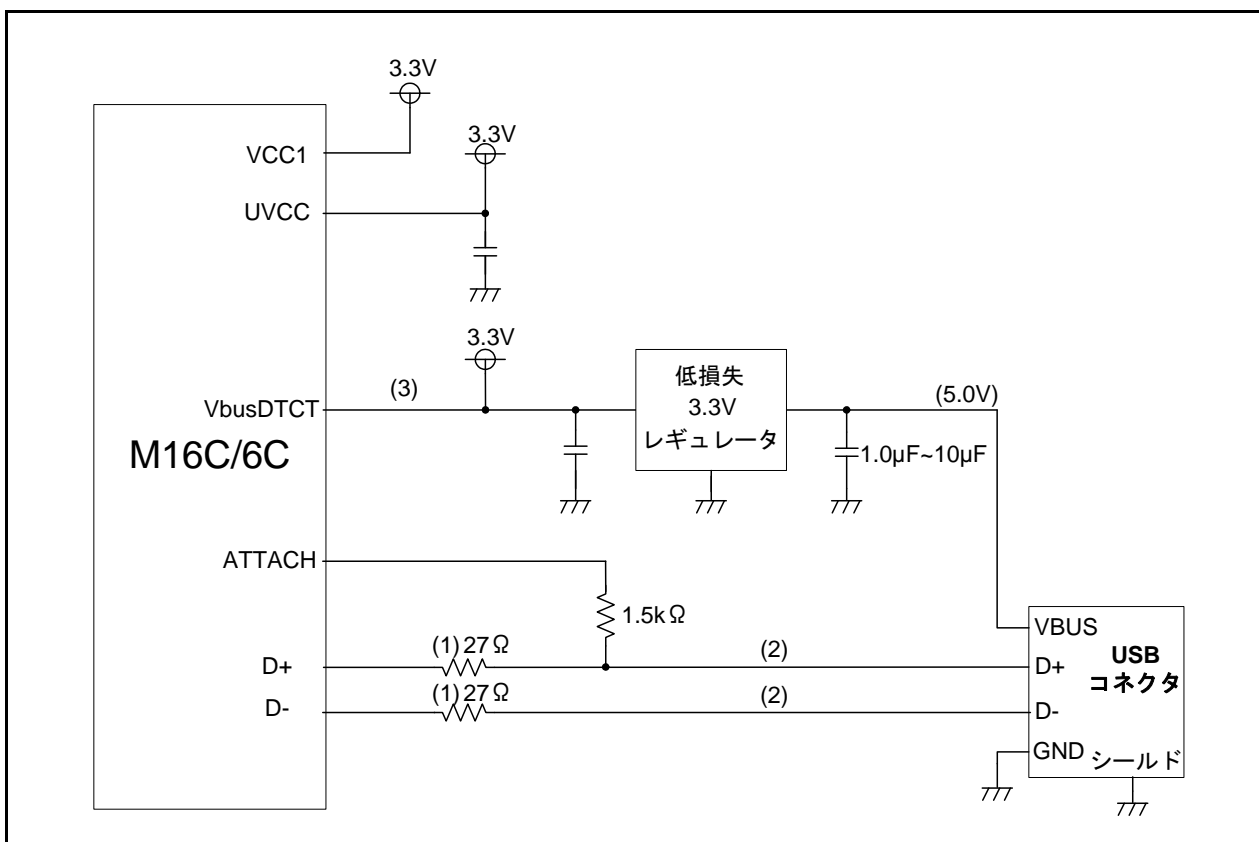 3.3V
VCC1
3.3V
UVCC
3.3V
VbusDTCT
(3)
低損失
3.3V
レギュレータ
(5.0V)
1.0µF~10µF
M16C/6C
ATTACH
1.5kΩ
VBUS
USB
コネクタ
D+
(1) 27Ω
(2)
D+
D-
(1) 27Ω
(2)
D-
GND
シールド